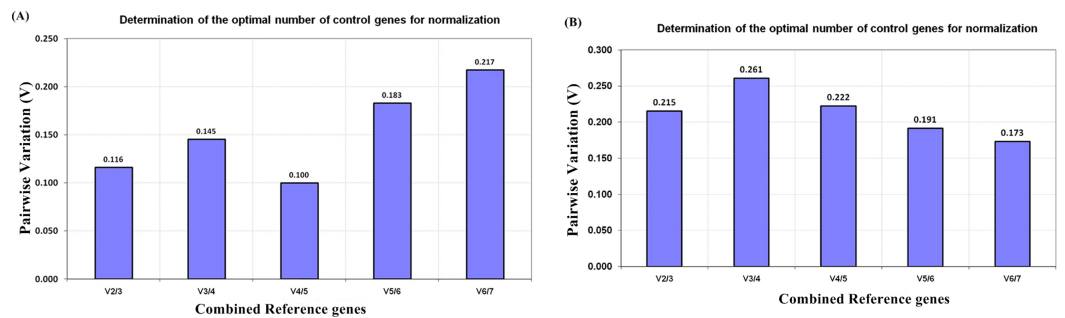 (A)
Determination of the optimal number of control genes for normalization
Pairwise Variation (V)
0.250
0.200
0.150
0.100
0.050
0.000
0.116
0.145
0.100
0.183
0.217
V2/3 V3/4 V4/5 V5/6 V6/7
Combined Reference genes
(B)
Determination of the optimal number of control genes for normalization
Pairwise Variation (V)
0.300
0.250
0.200
0.150
0.100
0.050
0.000
0.215
0.261
0.222
0.191
0.173
V2/3 V3/4 V4/5 V5/6 V6/7
Combined Reference genes